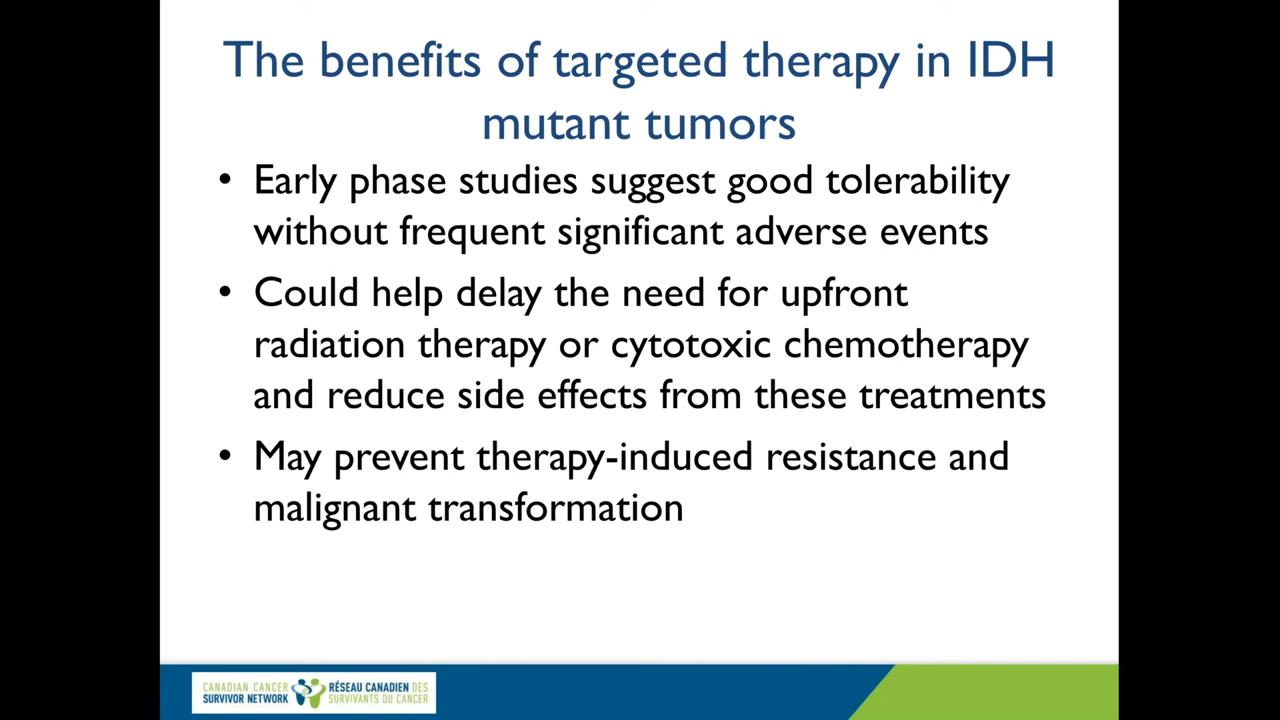 The benefits of targeted therapy in IDH
mutant tumors
• Early phase studies suggest good tolerability
without frequent significant adverse events
• Could help delay the need for upfront
radiation therapy or cytotoxic chemotherapy
and reduce side effects from these treatments
• May prevent therapy-induced resistance and
malignant transformation
CANADIAN CANCER
SURVIVOR NETWORK
RÉSEAU CANADIEN DES
SURVIVANTS DU CANCER